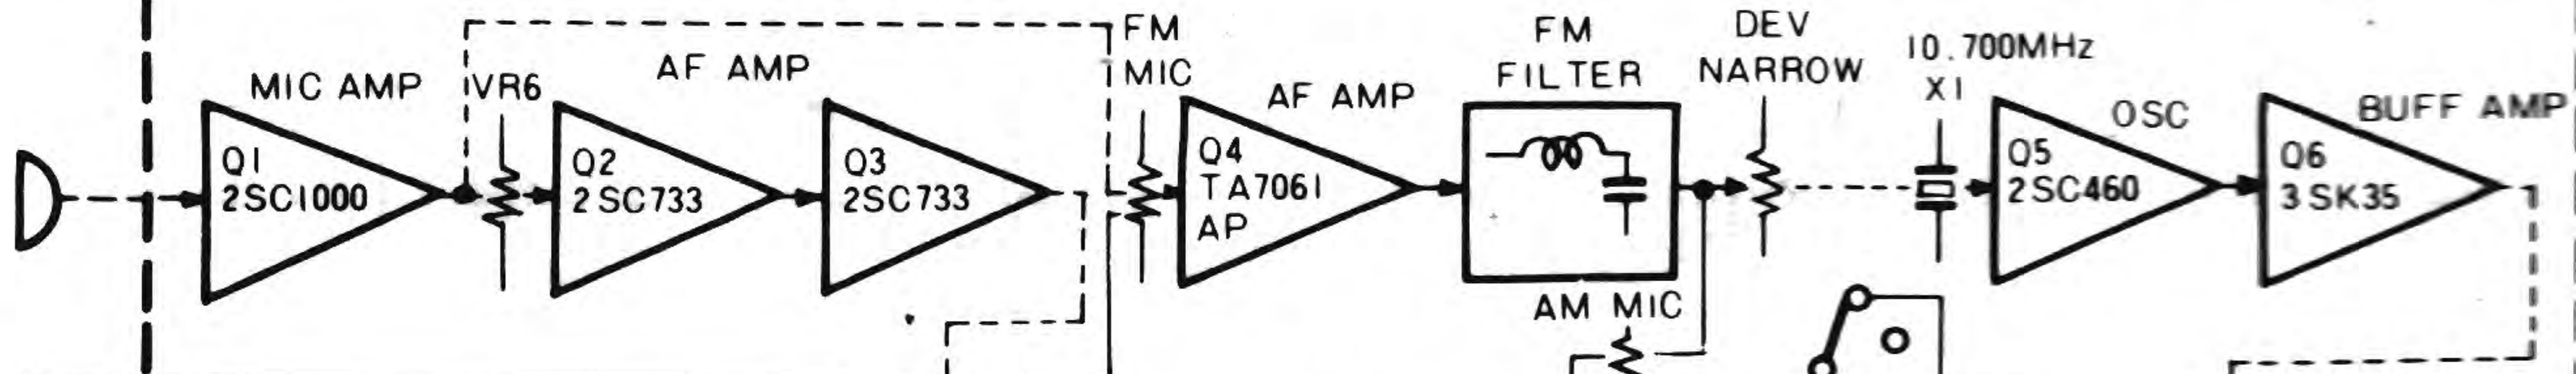 MIC AMP
Q1
2SC1000
VR6
AF AMP
Q2
2SC733
Q3
2SC733
FM
MIC
AF AMP
Q4
TA7061
AP
FM
FILTER
AM MIC
DEV
NARROW
10.700MHz
X1
OSC
Q5
2SC460
BUFF AMP
Q6
3SK35